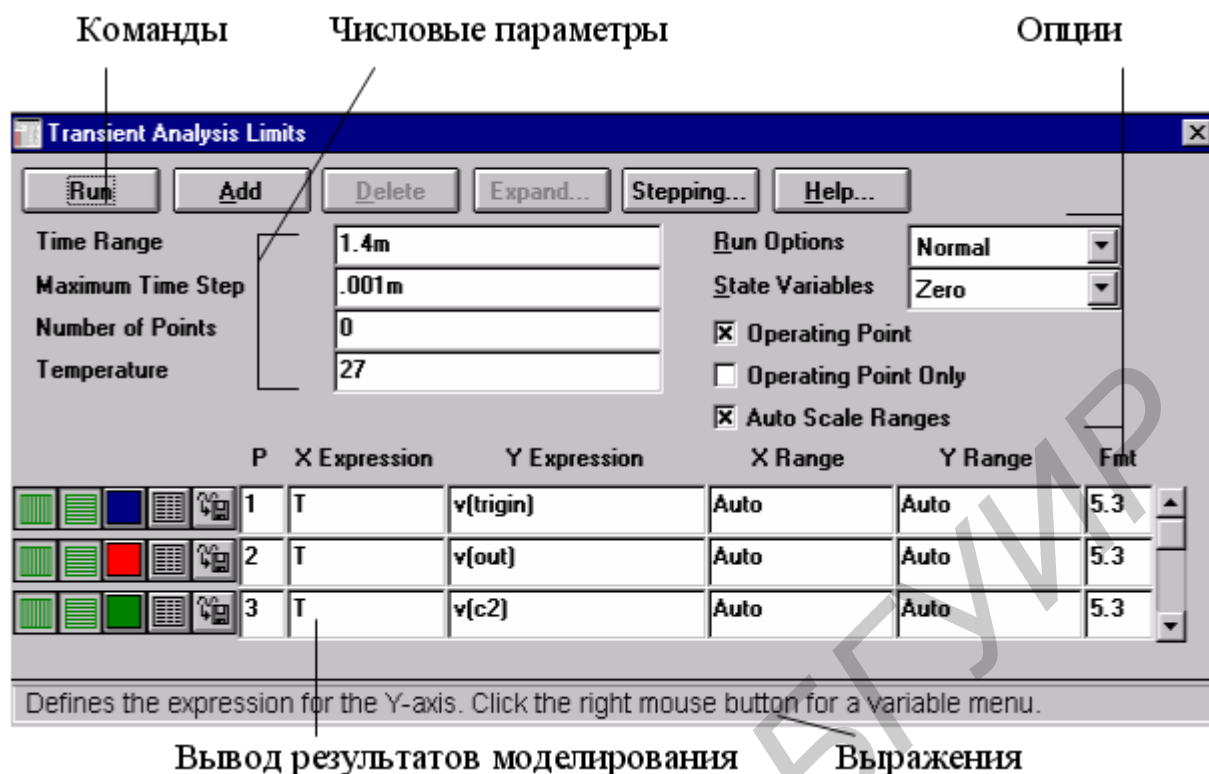 Команды Числовые параметры Опции
Transient Analysis Limits
Run Add Delete Expand... Stepping... Help...
Time Range 1.4m Run Options Normal
Maximum Time Step .001m State Variables Zero
Number of Points 0 Operating Point
Temperature 27 Operating Point Only
Auto Scale Ranges
P X Expression Y Expression X Range Y Range Fmt
1 T v(trigin) Auto Auto 5.3
2 T v(out) Auto Auto 5.3
3 T v(c2) Auto Auto 5.3
Defines the expression for the Y-axis. Click the right mouse button for a variable menu.
Вывод результатов моделирования Выражения
БГУИР